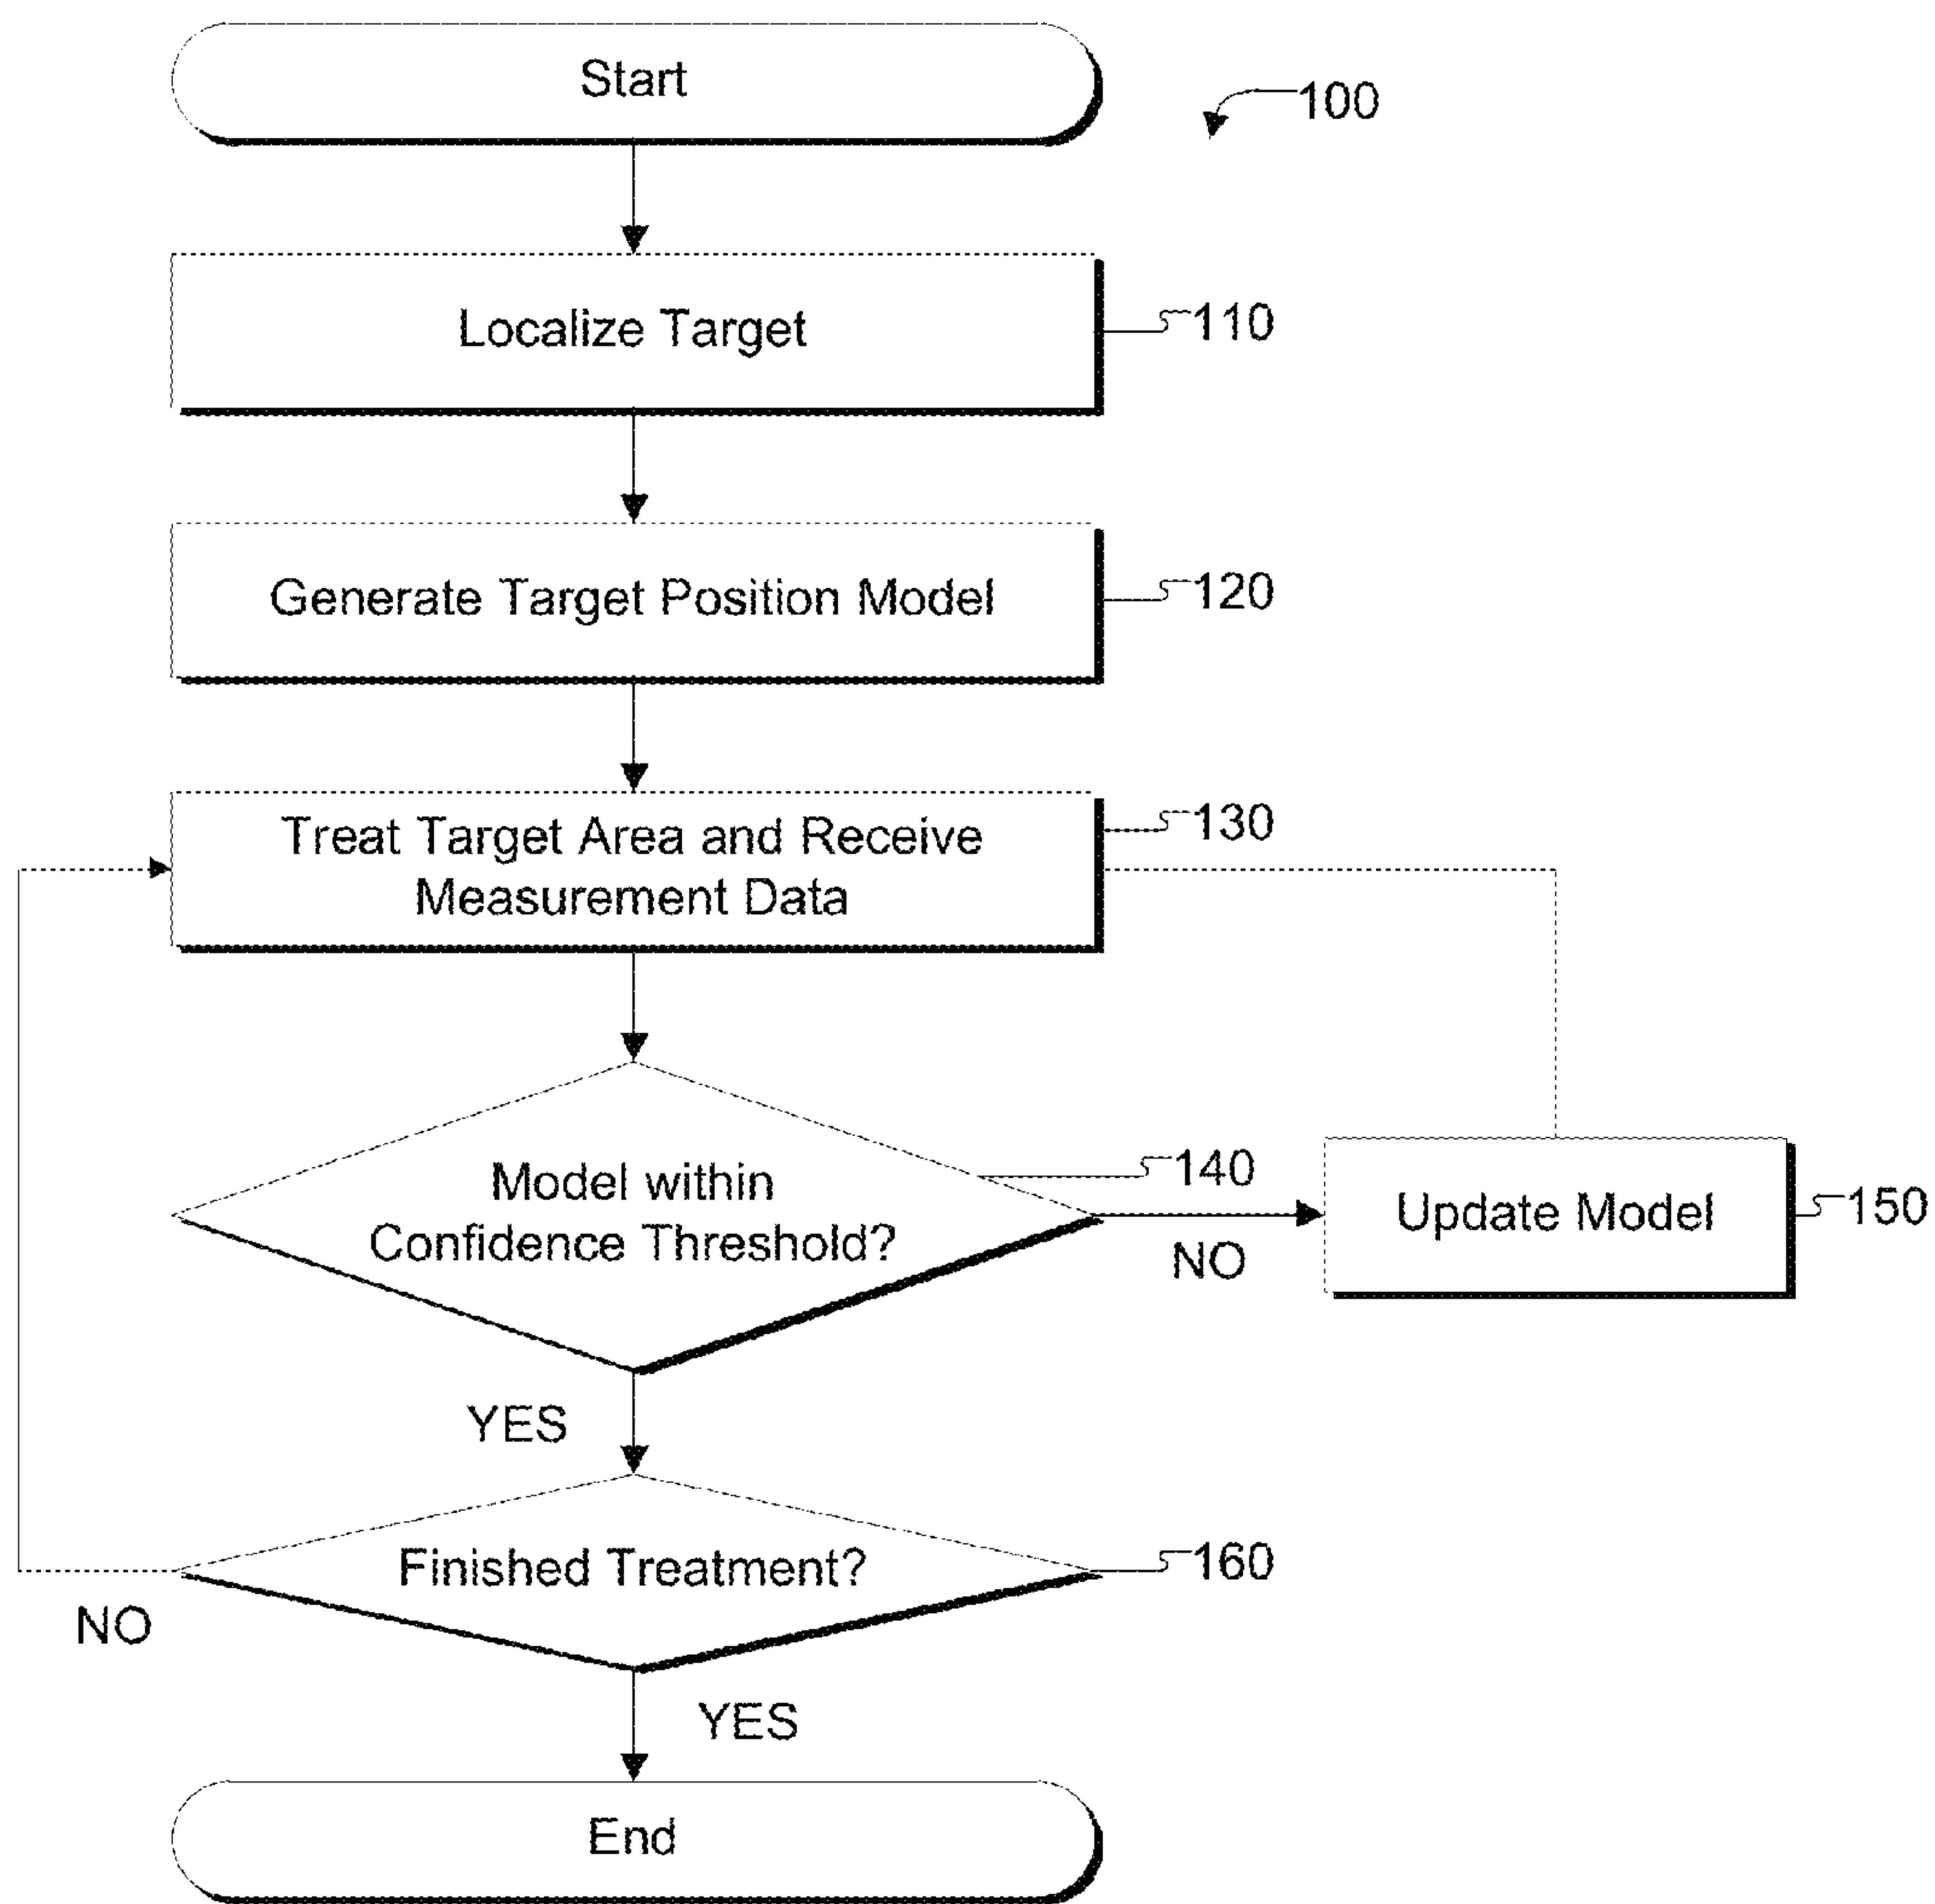 Start
100
Localize Target
110
Generate Target Position Model
120
Treat Target Area and Receive
Measurement Data
130
Model within
Confidence Threshold?
140
NO
Update Model
150
YES
Finished Treatment?
160
NO
YES
End